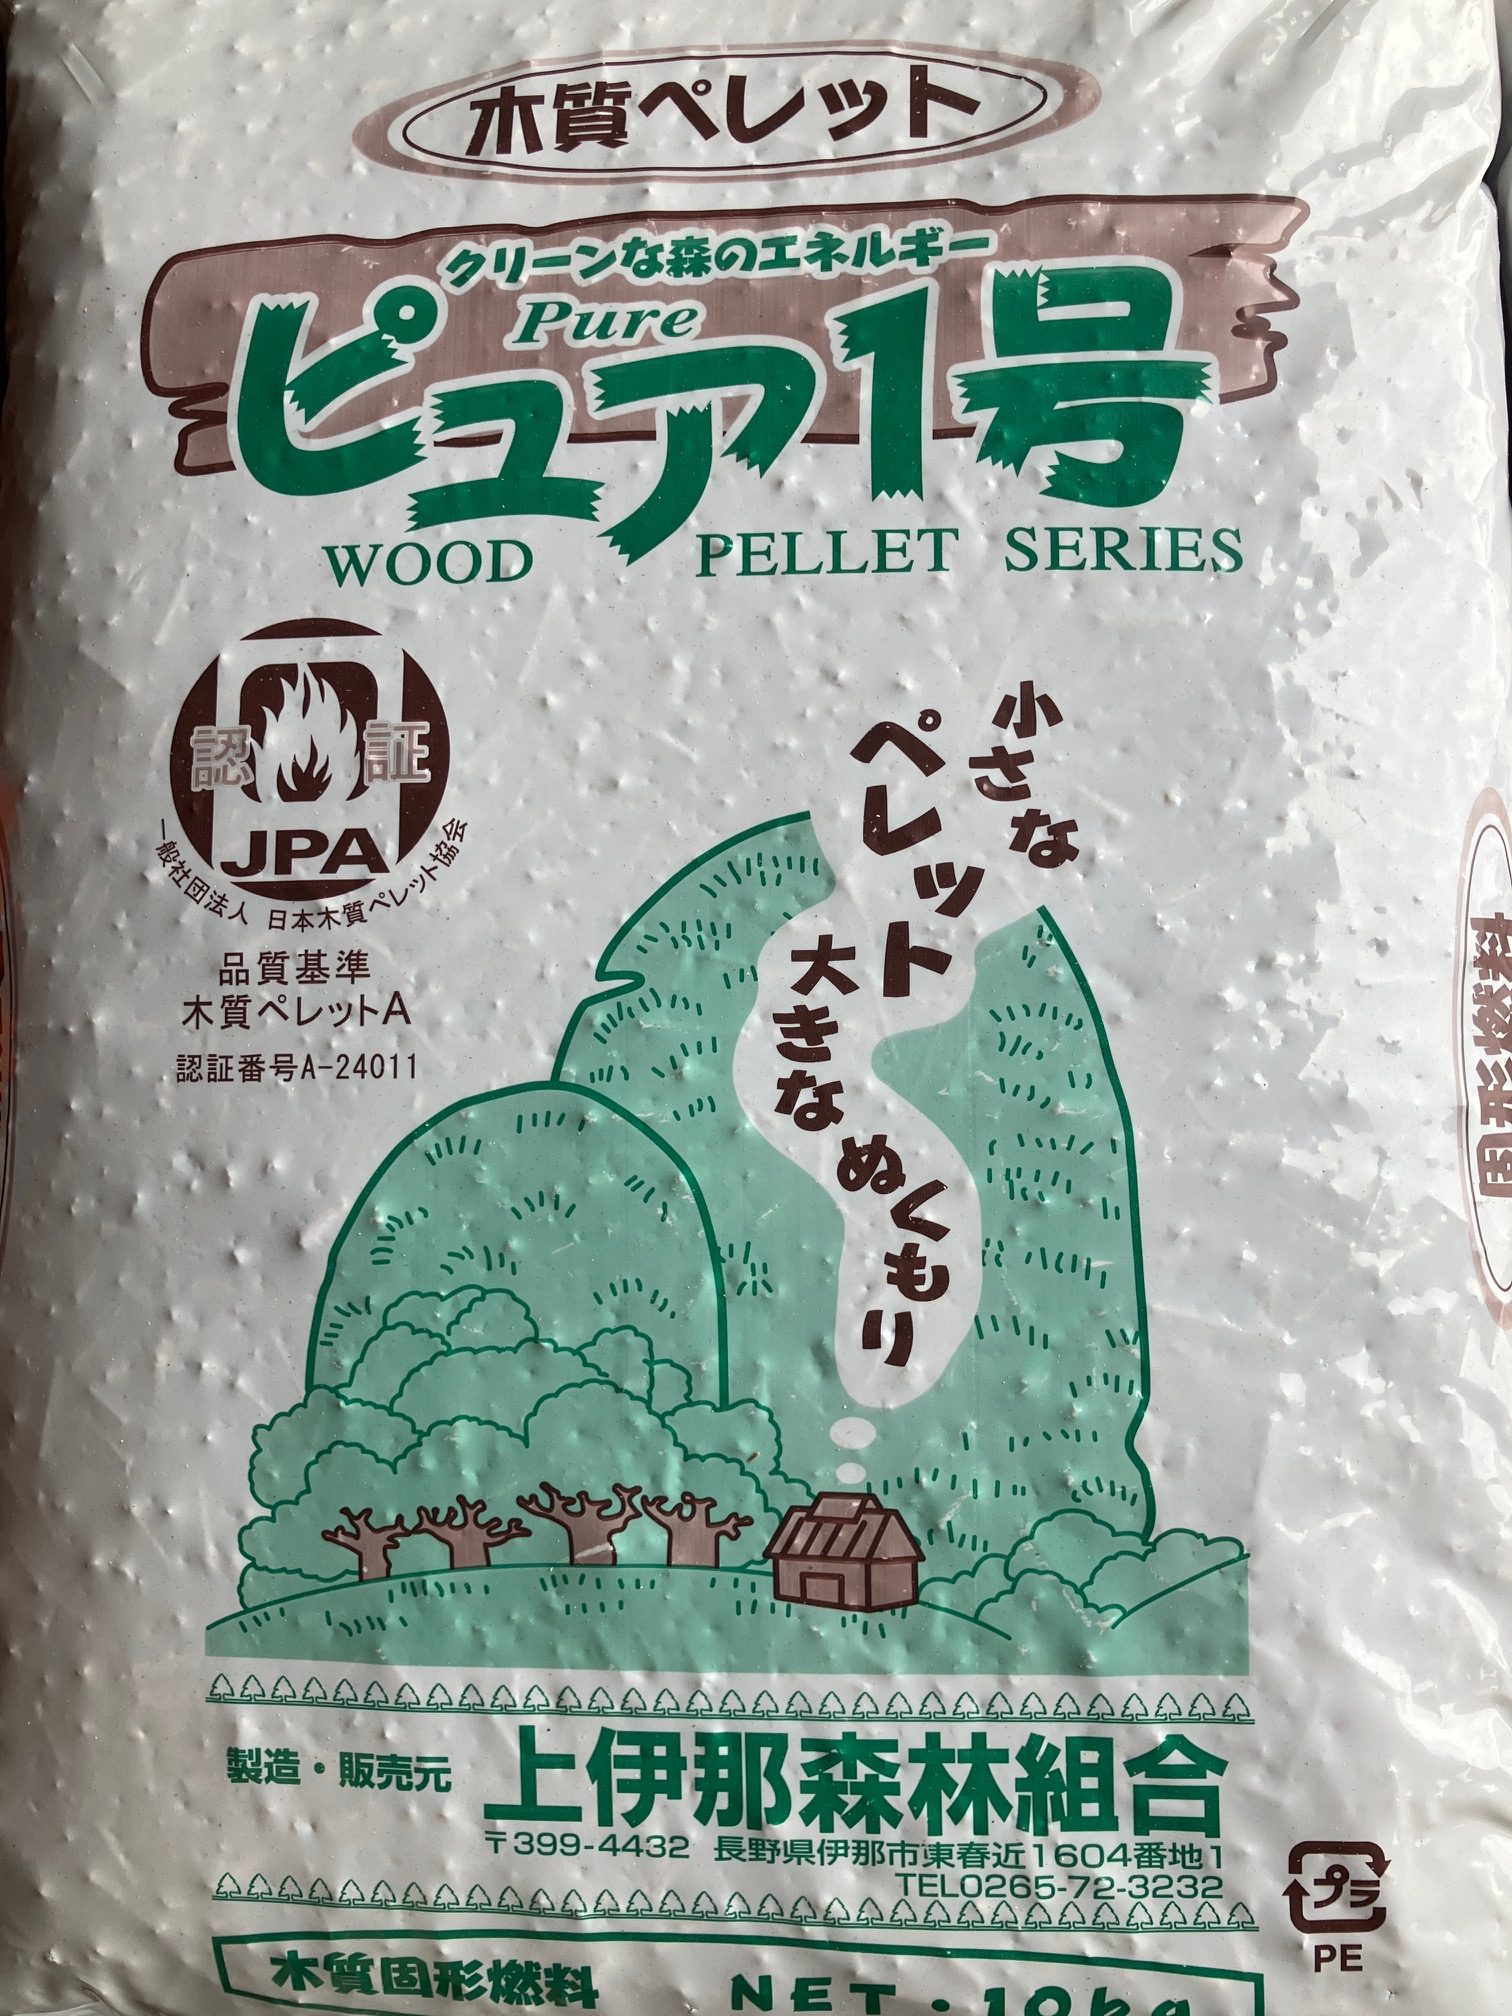 木質ペレット
クリーンな森のエネルギー
Pure
ピュア1号
WOOD PELLET SERIES
認証
JPA
一般社団法人 日本木質ペレット協会
品質基準
木質ペレットA
認証番号A-24011
小さな
ペレット
大きな
ぬくもり
製造・販売元
上伊那森林組合
〒399-4432 長野県伊那市東春近1604番地1
TEL0265-72-3232
プラ
PE
木質固形燃料 NET・10kg
固形燃料